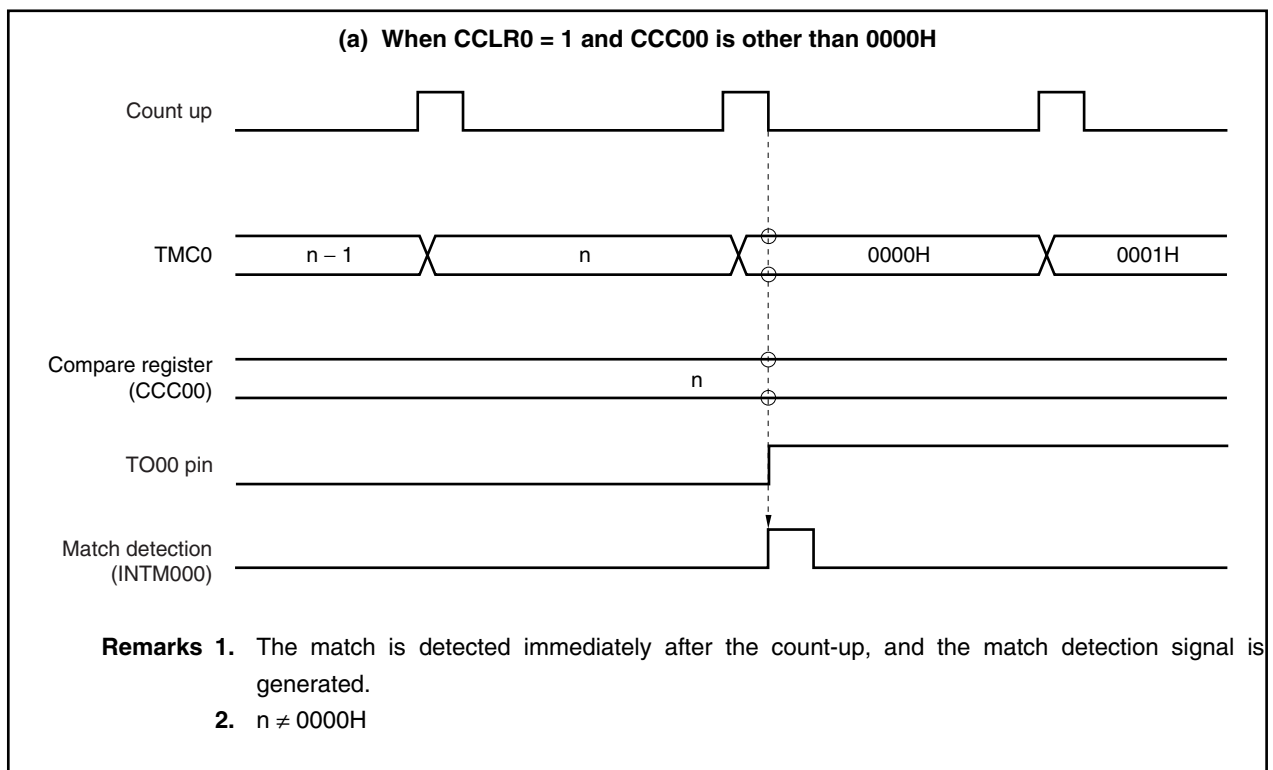 (a) When CCLR0 = 1 and CCC00 is other than 0000H
Count up
TMC0
n – 1
n
0000H
0001H
Compare register
(CCC00)
n
TO00 pin
Match detection
(INTM000)
Remarks 1. The match is detected immediately after the count-up, and the match detection signal is
generated.
2. n ≠ 0000H